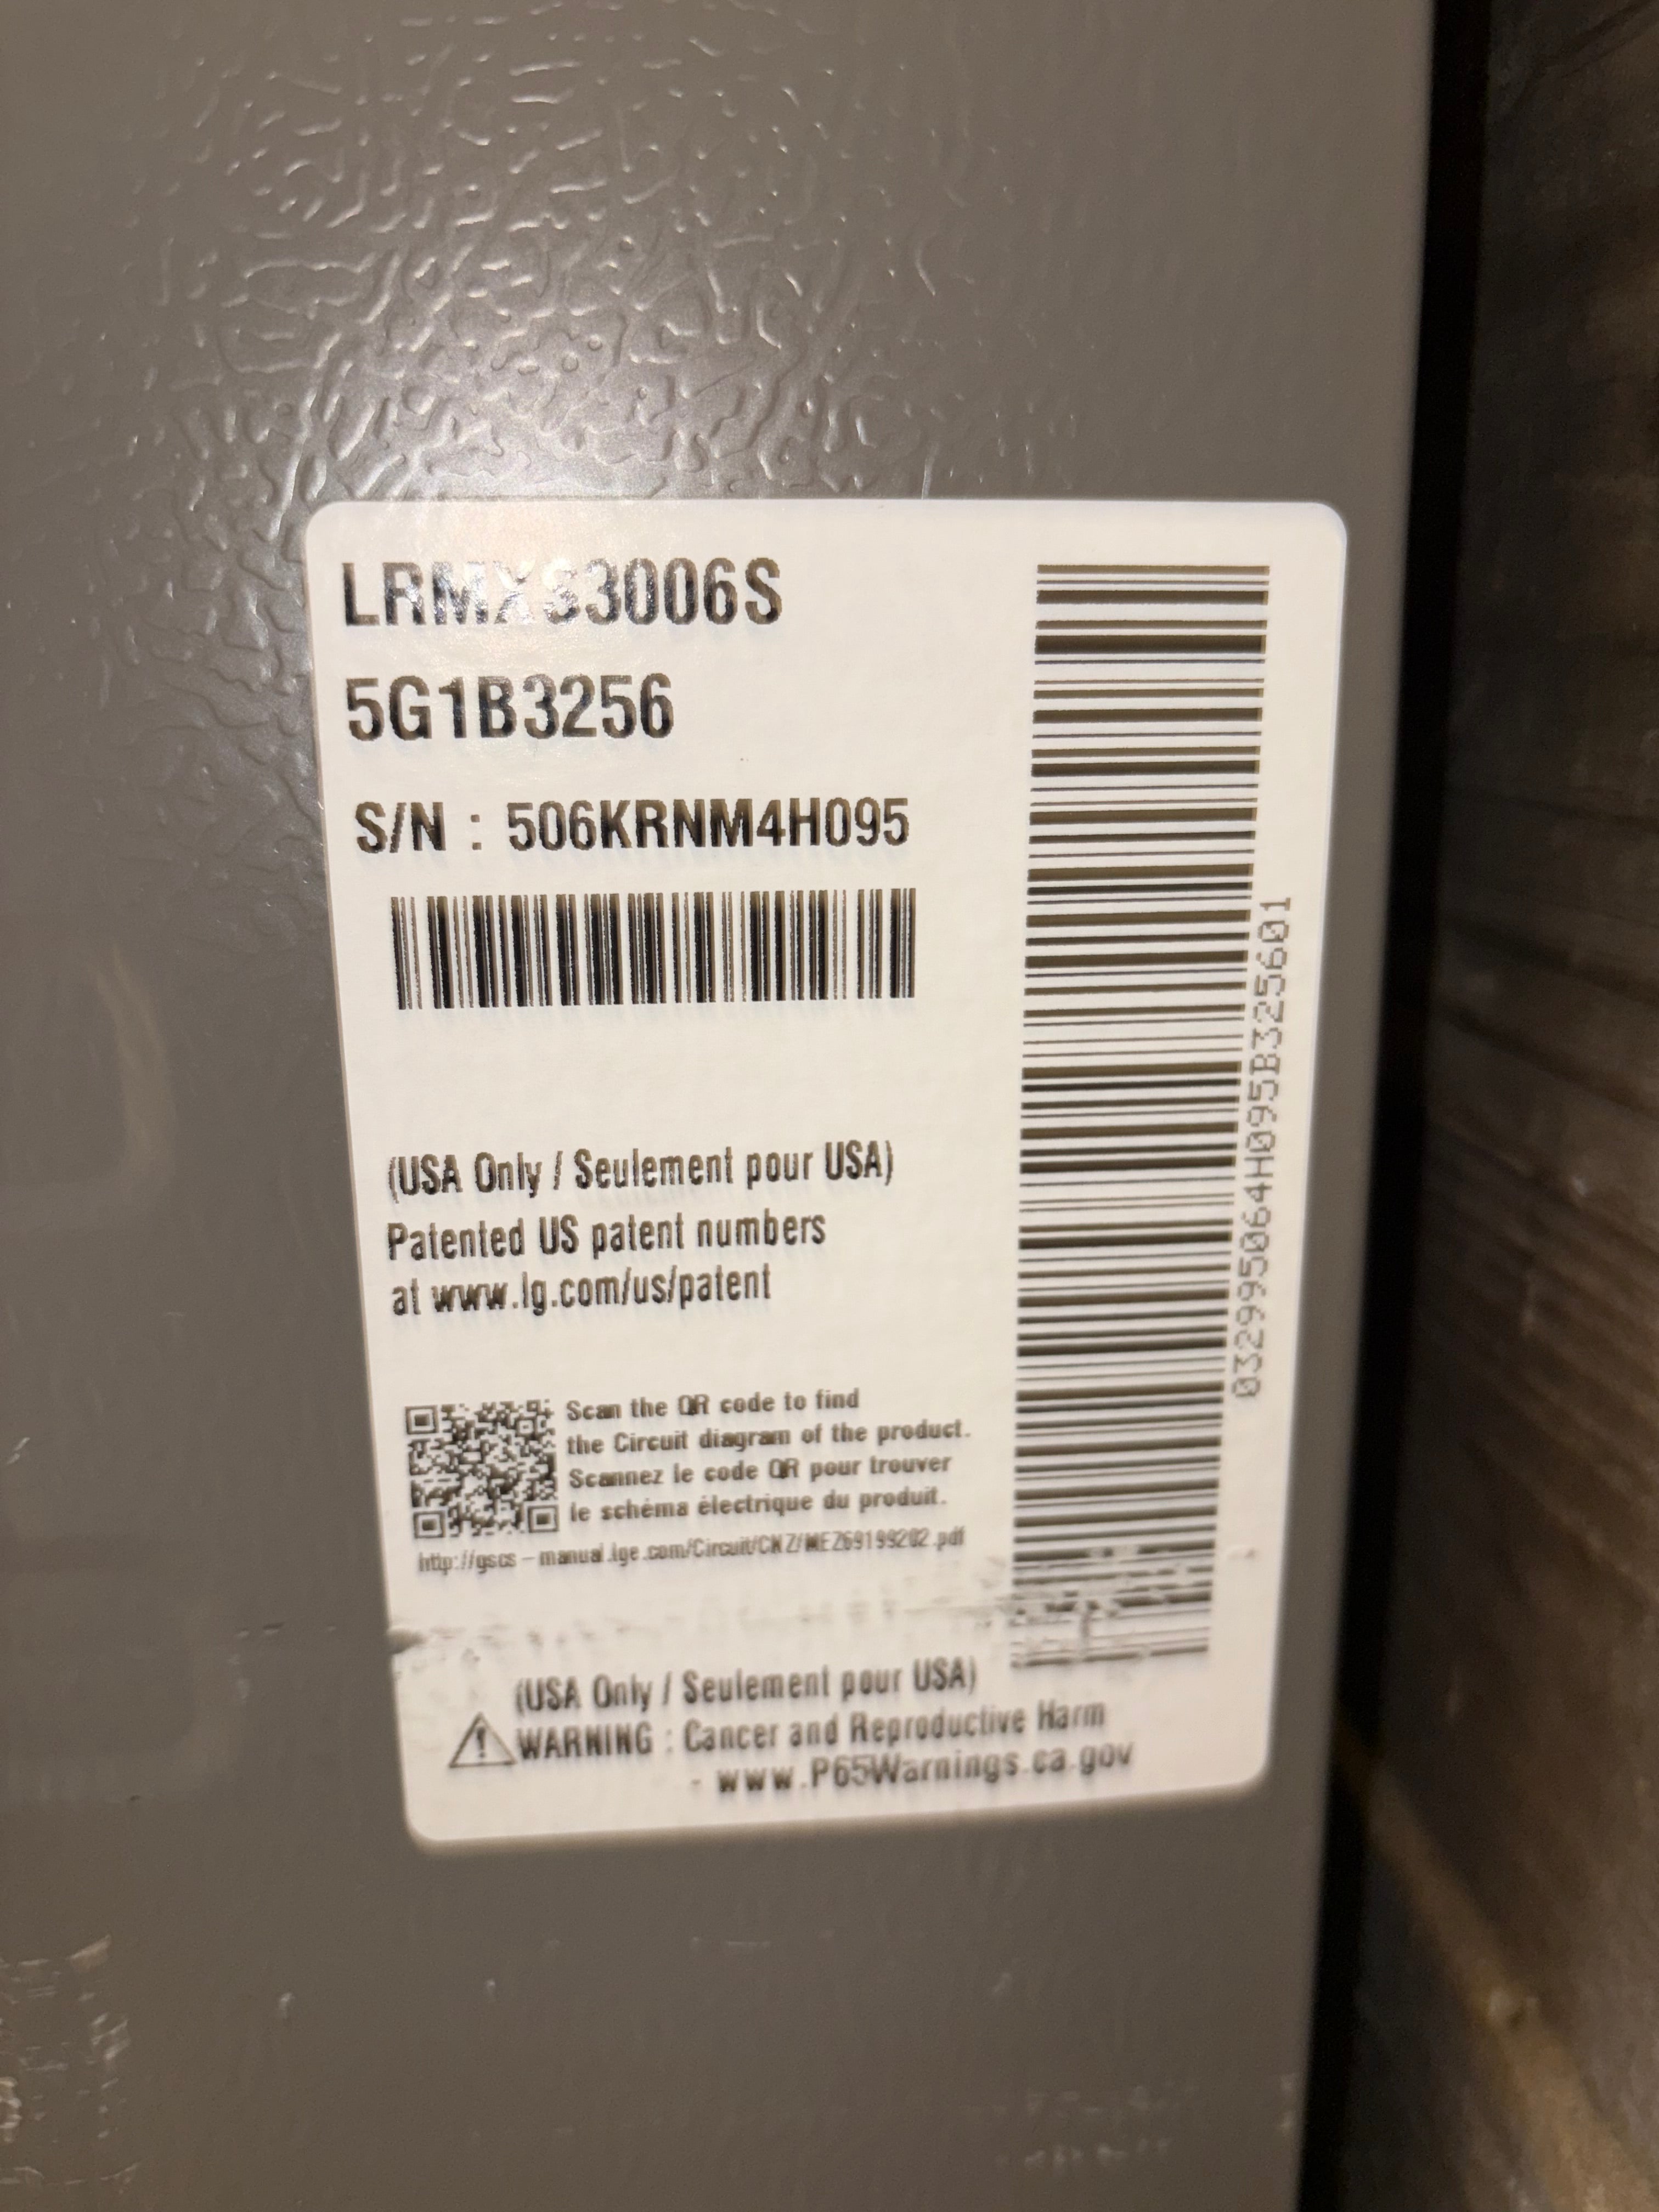 LRMXS3006S
5G1B3256
S/N : 506KRNM4H095
(USA Only / Seulement pour USA)
Patented US patent numbers
at www.lg.com/us/patent
Scan the QR code to find
the Circuit diagram of the product.
Scannez le code QR pour trouver
le schéma électrique du produit.
http://gscs-manual.lge.com/Circuit/CNZ/MEZ69199202.pdf
(USA Only / Seulement pour USA)
WARNING : Cancer and Reproductive Harm
- www.P65Warnings.ca.gov
032995064H095B325601